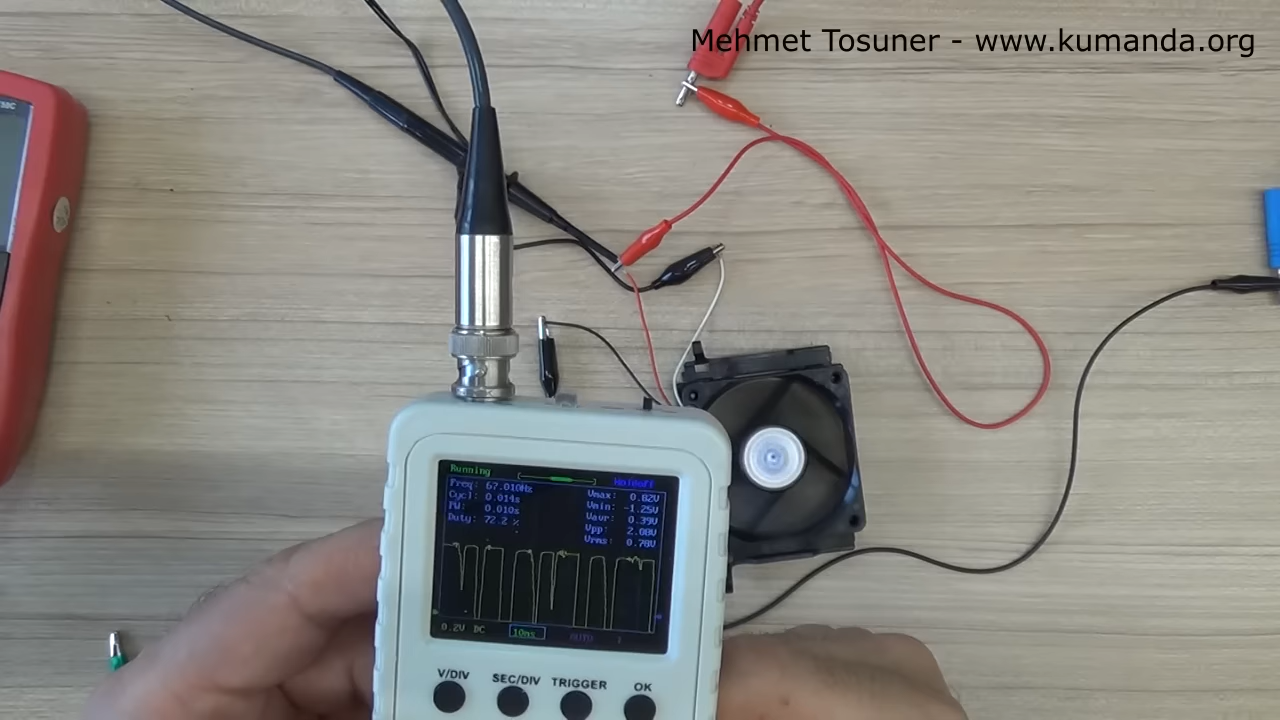 Mehmet Tosuner - www.kumanda.org
Running
HoldOff
Freq: 67.010Hz
Cycl: 0.014s
PW: 0.010s
Duty: 72.2 %
Vmax: 0.82V
Vmin: -1.25V
Vavr: 0.39V
Vpp: 2.08V
Vrms: 0.78V
0.2V DC 10ms AUTO
V/DIV SEC/DIV TRIGGER OK